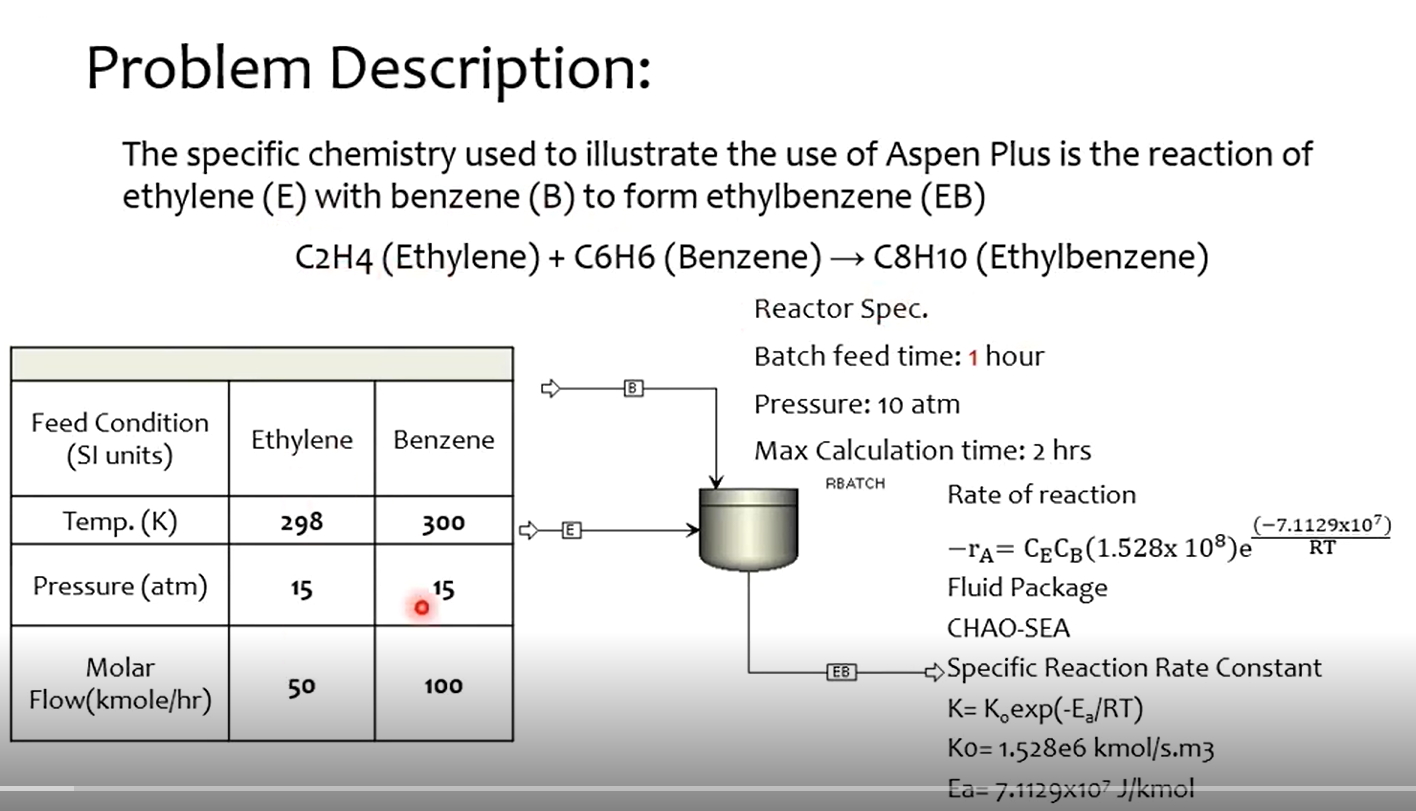 Problem Description:
The specific chemistry used to illustrate the use of Aspen Plus is the reaction of
ethylene (E) with benzene (B) to form ethylbenzene (EB)
C2H4 (Ethylene) + C6H6 (Benzene) → C8H10 (Ethylbenzene)
Reactor Spec.
Batch feed time: 1 hour
Pressure: 10 atm
Max Calculation time: 2 hrs
Feed Condition
(SI units)
Ethylene
Benzene
Temp. (K)
298
300
Pressure (atm)
15
15
Molar
Flow(kmole/hr)
50
100
B
E
RBATCH
EB
Rate of reaction
−rA= CECB(1.528x 10⁸)e^((−7.1129x10⁷)/RT)
Fluid Package
CHAO-SEA
Specific Reaction Rate Constant
K= Koexp(-Ea/RT)
Ko= 1.528e6 kmol/s.m3
Ea= 7.1129x10⁷ J/kmol